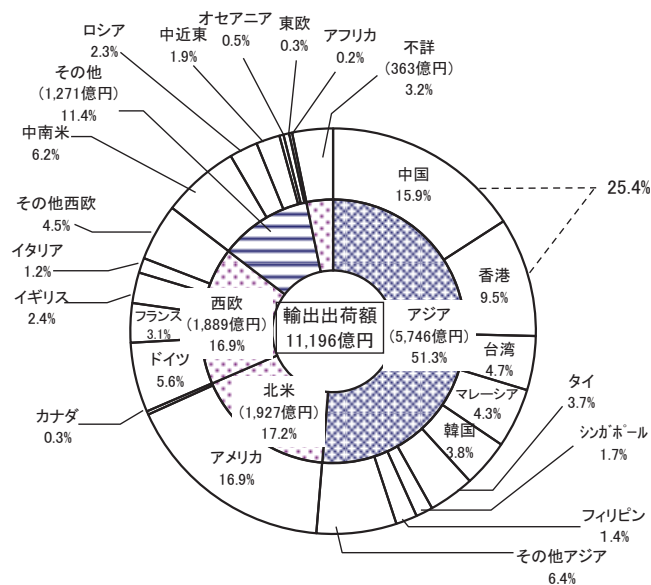 オセアニア
0.5%
東欧
0.3%
アフリカ
0.2%
不詳
(363億円)
3.2%
ロシア
2.3%
中近東
1.9%
その他
(1,271億円)
11.4%
中南米
6.2%
その他西欧
4.5%
イタリア
1.2%
イギリス
2.4%
フランス
3.1%
ドイツ
5.6%
カナダ
0.3%
アメリカ
16.9%
中国
15.9%
25.4%
香港
9.5%
台湾
4.7%
マレーシア
4.3%
韓国
3.8%
タイ
3.7%
シンガポール
1.7%
フィリピン
1.4%
その他アジア
6.4%
西欧
(1,889億円)
16.9%
輸出出荷額
11,196億円
アジア
(5,746億円)
51.3%
北米
(1,927億円)
17.2%